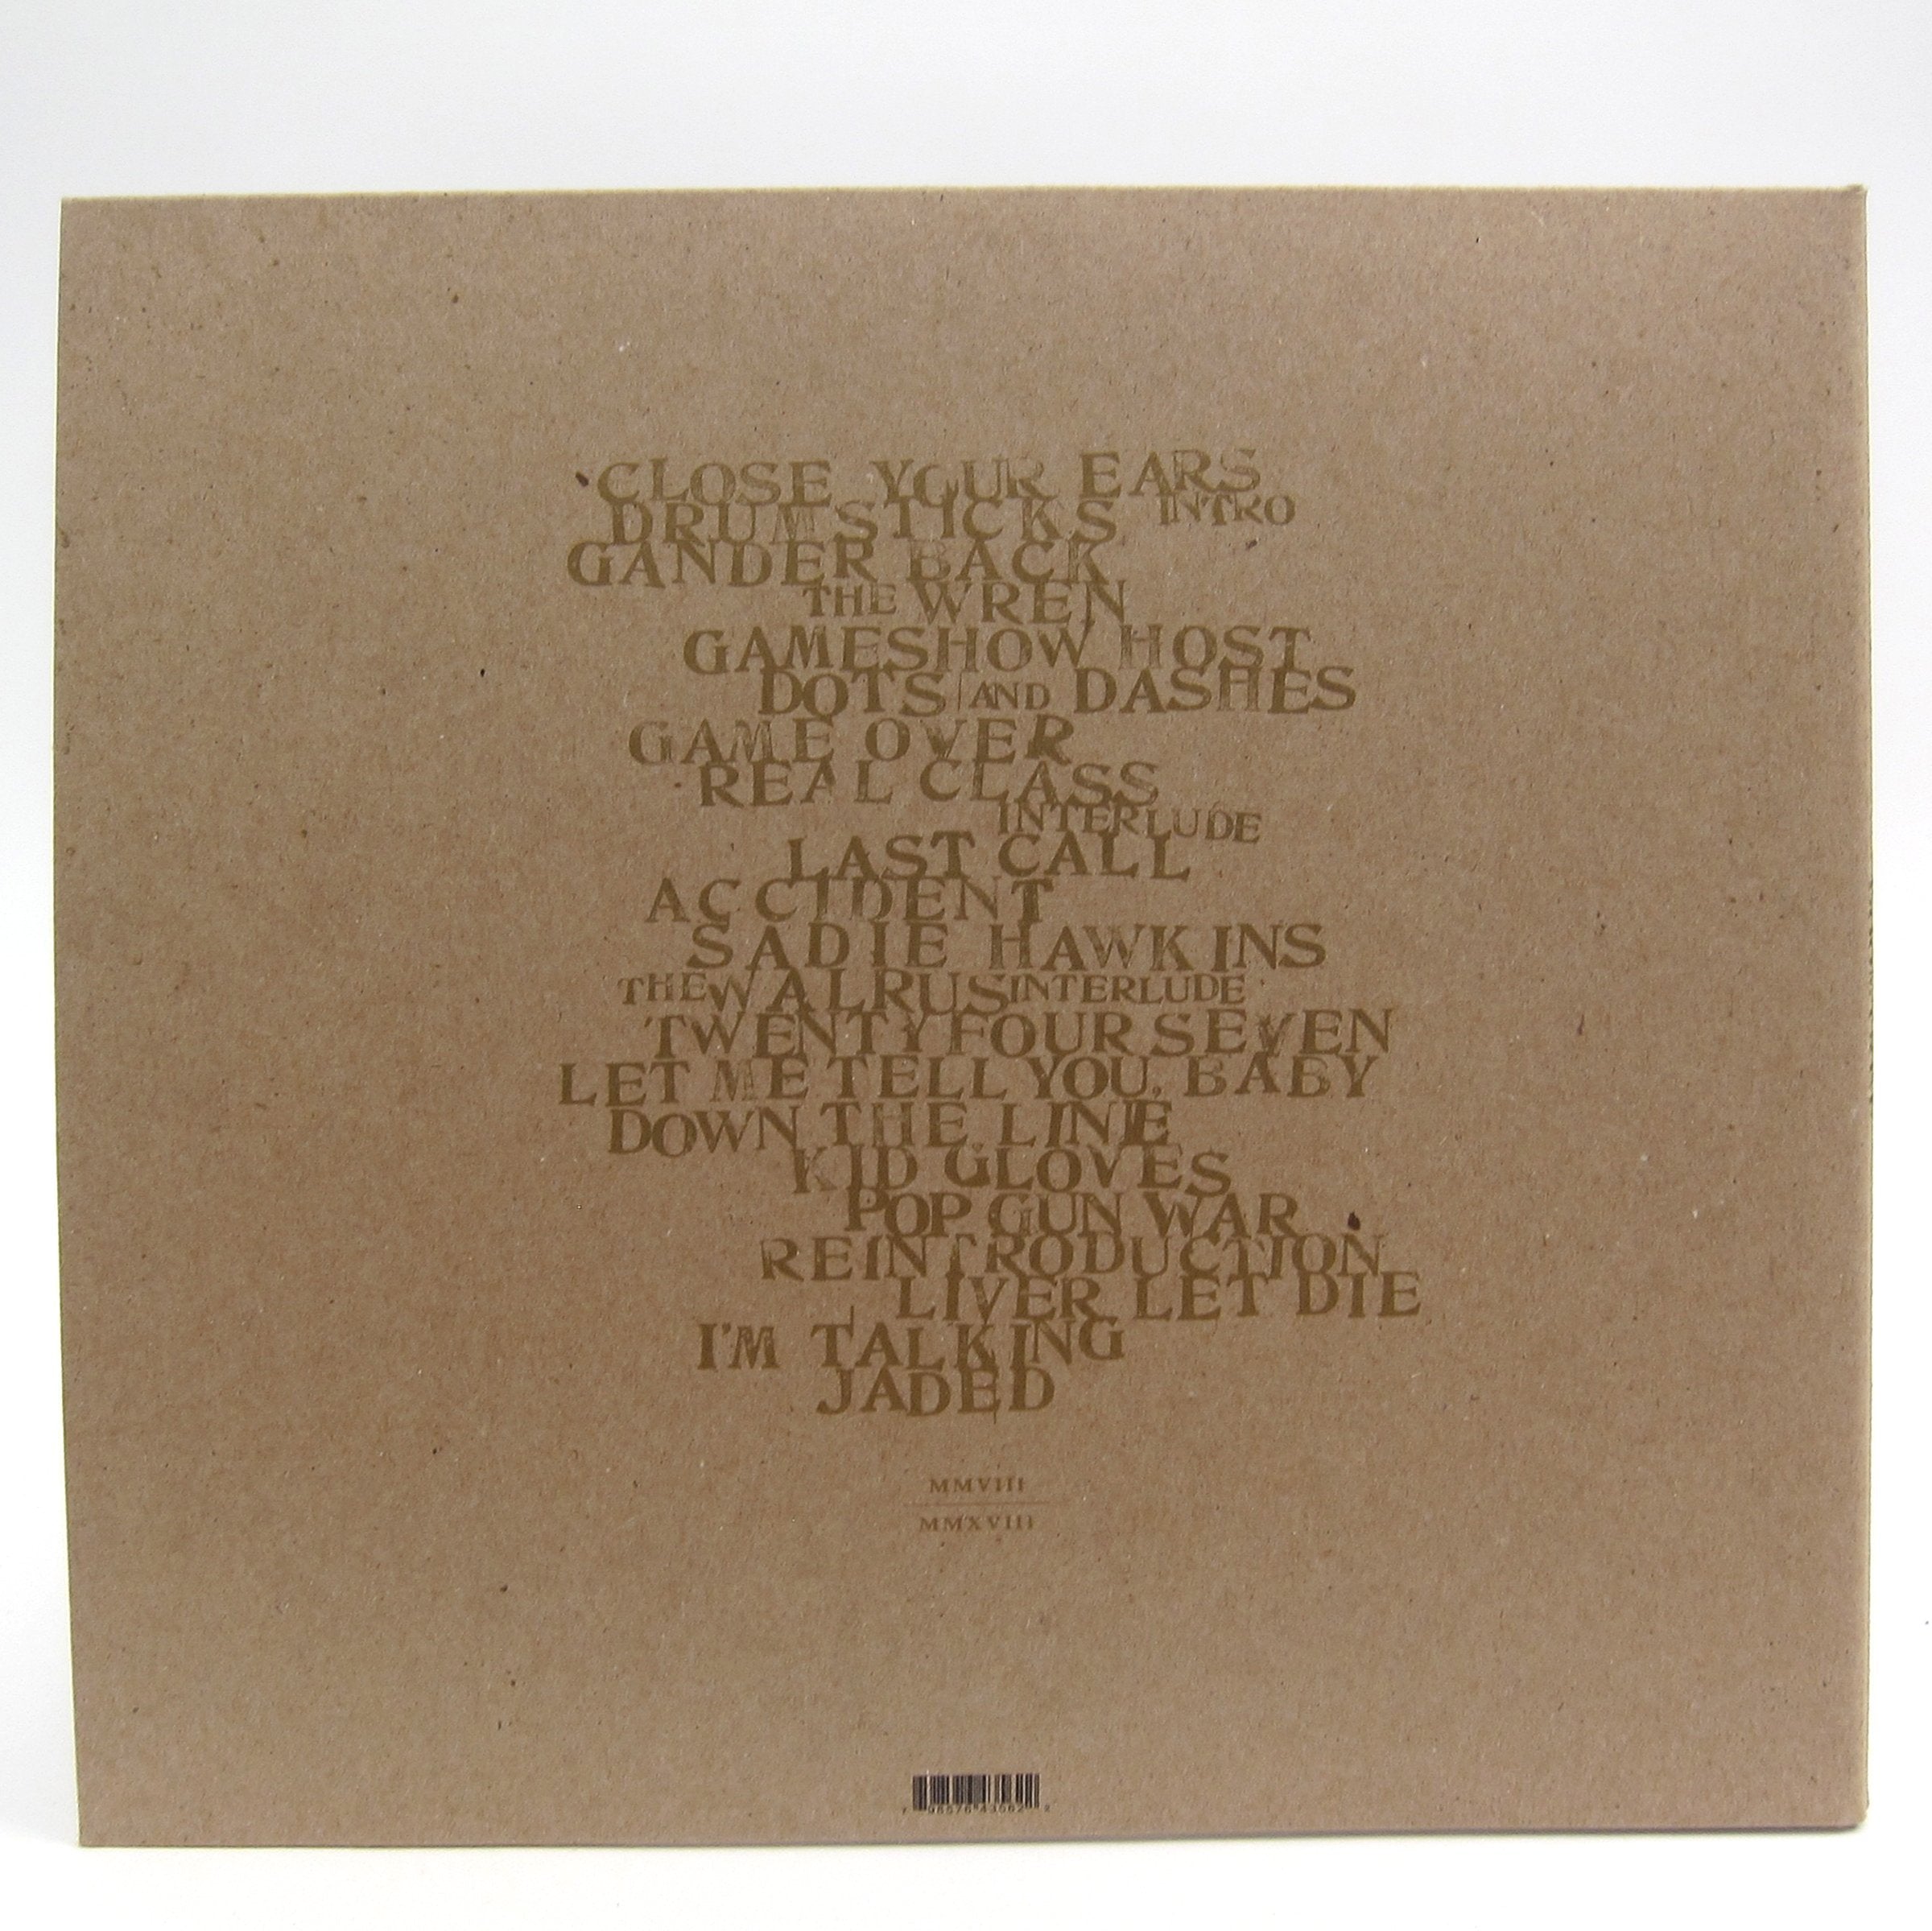 CLOSE YOUR EARS
DRUMSTICKS INTRO
GANDER BACK
THE WREN
GAMESHOW HOST
DOTS AND DASHES
GAME OVER
REAL CLASS
INTERLUDE
LAST CALL
ACCIDENT
SADIE HAWKINS
THE WALRUS INTERLUDE
TWENTY FOUR SEVEN
LET ME TELL YOU, BABY
DOWN THE LINE
KID GLOVES
POP GUN WAR
REINTRODUCTION
LIVER LET DIE
I'M TALKING
JADED
MMVIII
MMXVIII